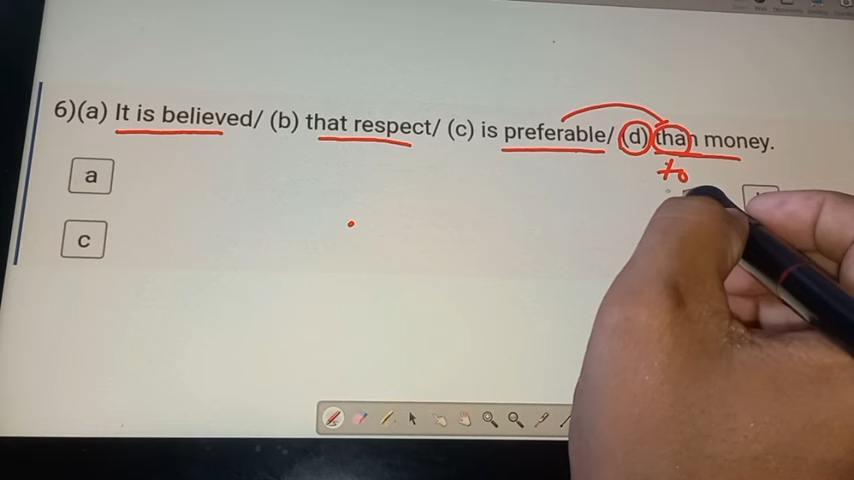 6)(a) It is believed/ (b) that respect/ (c) is preferable/ (d) than money.
to
a
c